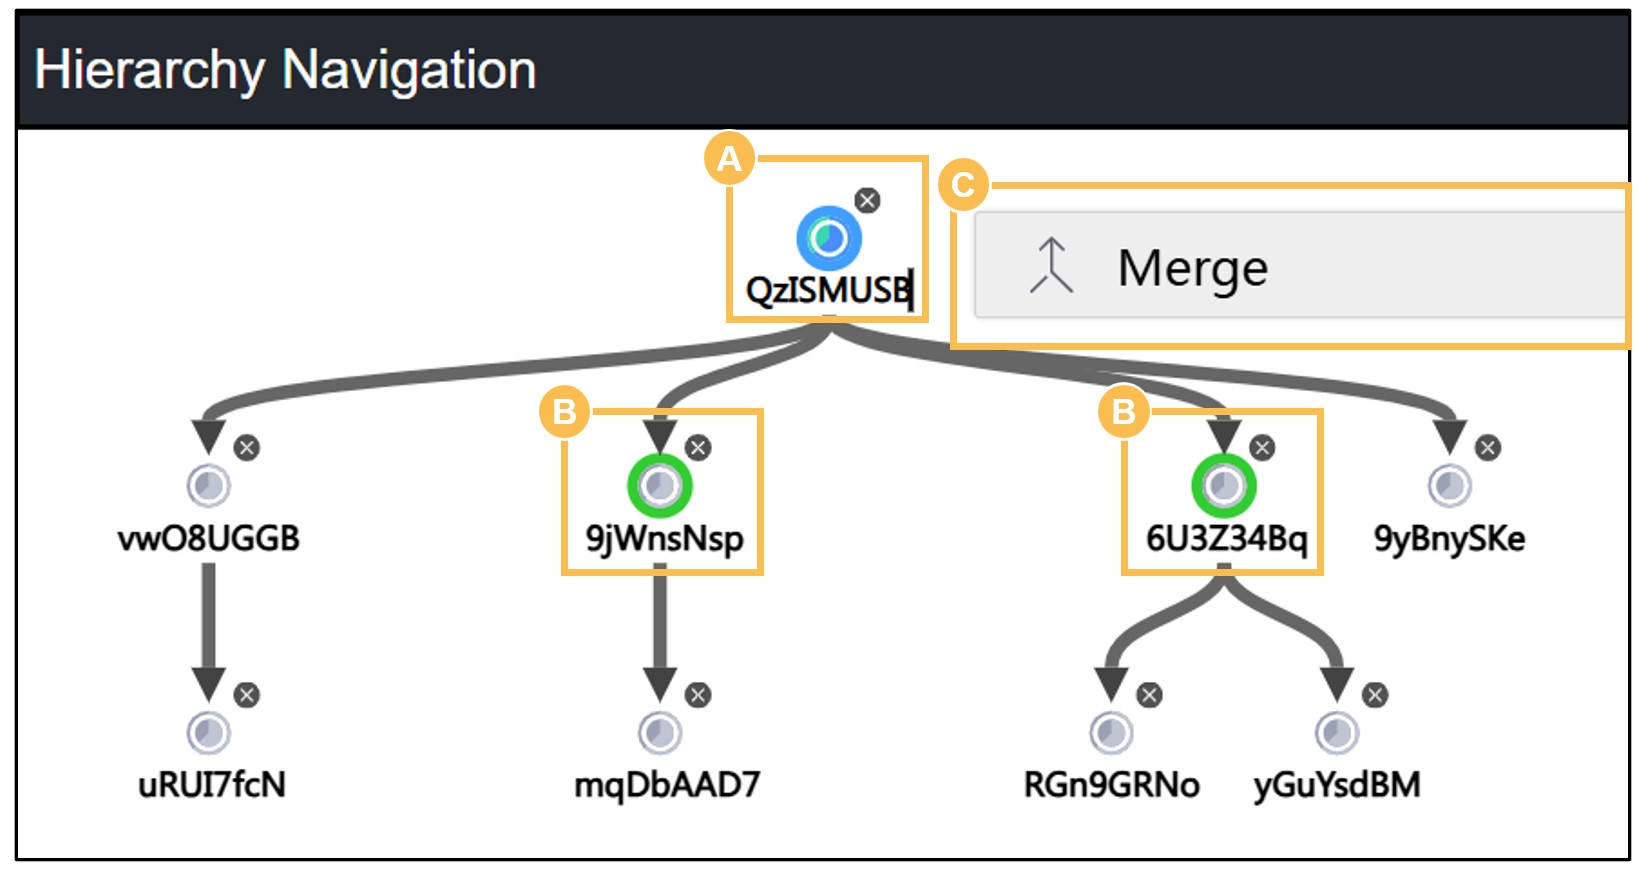 Hierarchy Navigation
A
C
QzISMUSB
Merge
B
B
vwO8UGGB
9jWnsNsp
6U3Z34Bq
9yBnySKe
uRUI7fcN
mqDbAAD7
RGn9GRNo
yGuYsdBM